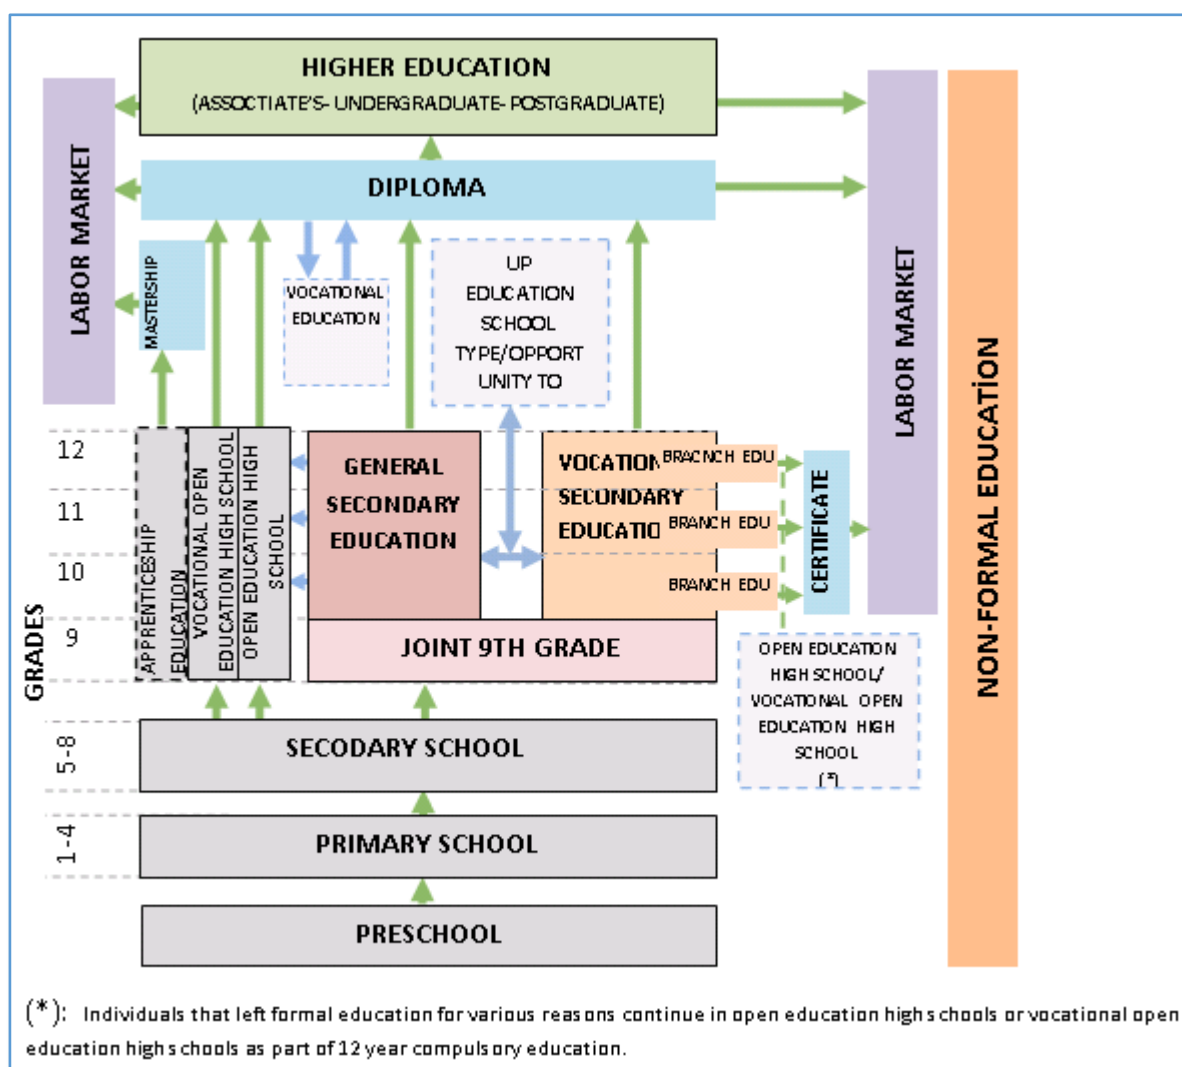 HIGHER EDUCATION
(ASSOCTIATE'S- UNDERGRADUATE- POSTGRADUATE)
LABOR MARKET
DIPLOMA
MASTERSHIP
VOCATIONAL
EDUCATION
UP
EDUCATION
SCHOOL
TYPE/OPPORT
UNITY TO
LABOR MARKET
NON-FORMAL EDUCATİON
GRADES
12
11
10
9
5-8
1-4
APPRENTICESHIP
EDUCATION
VOCATIONAL OPEN
EDUCATION HIGH SCHOOL
OPEN EDUCATION HIGH
SCHOOL
GENERAL
SECONDARY
EDUCATION
VOCATION
SECONDARY
EDUCATIO
BRACNCH EDU
BRANCH EDU
BRANCH EDU
CERTIFICATE
JOINT 9TH GRADE
OPEN EDUCATION
HIGH SCHOOL/
VOCATIONAL OPEN
EDUCATION HIGH
SCHOOL
(*)
SECODARY SCHOOL
PRIMARY SCHOOL
PRESCHOOL
(*): Individuals that left formal education for various reasons continue in open education high schools or vocational open
education high schools as part of 12 year compulsory education.